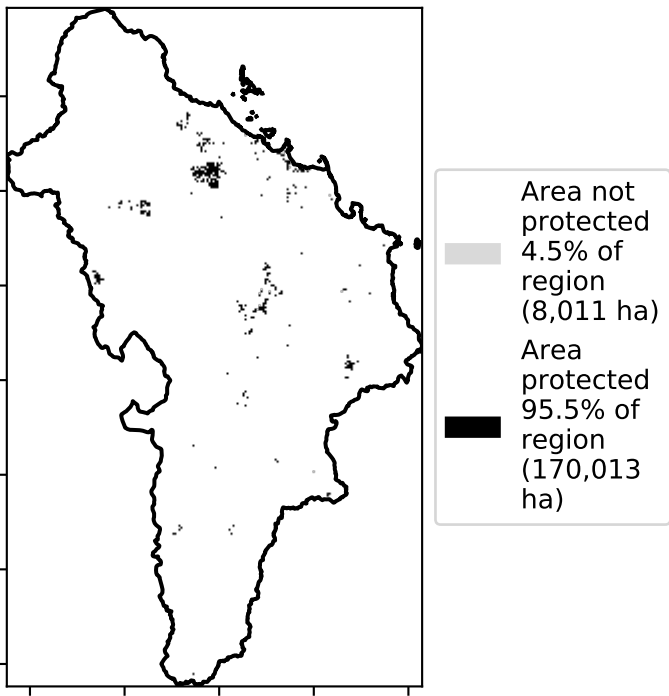 Area not
protected
4.5% of
region
(8,011 ha)
Area
protected
95.5% of
region
(170,013
ha)